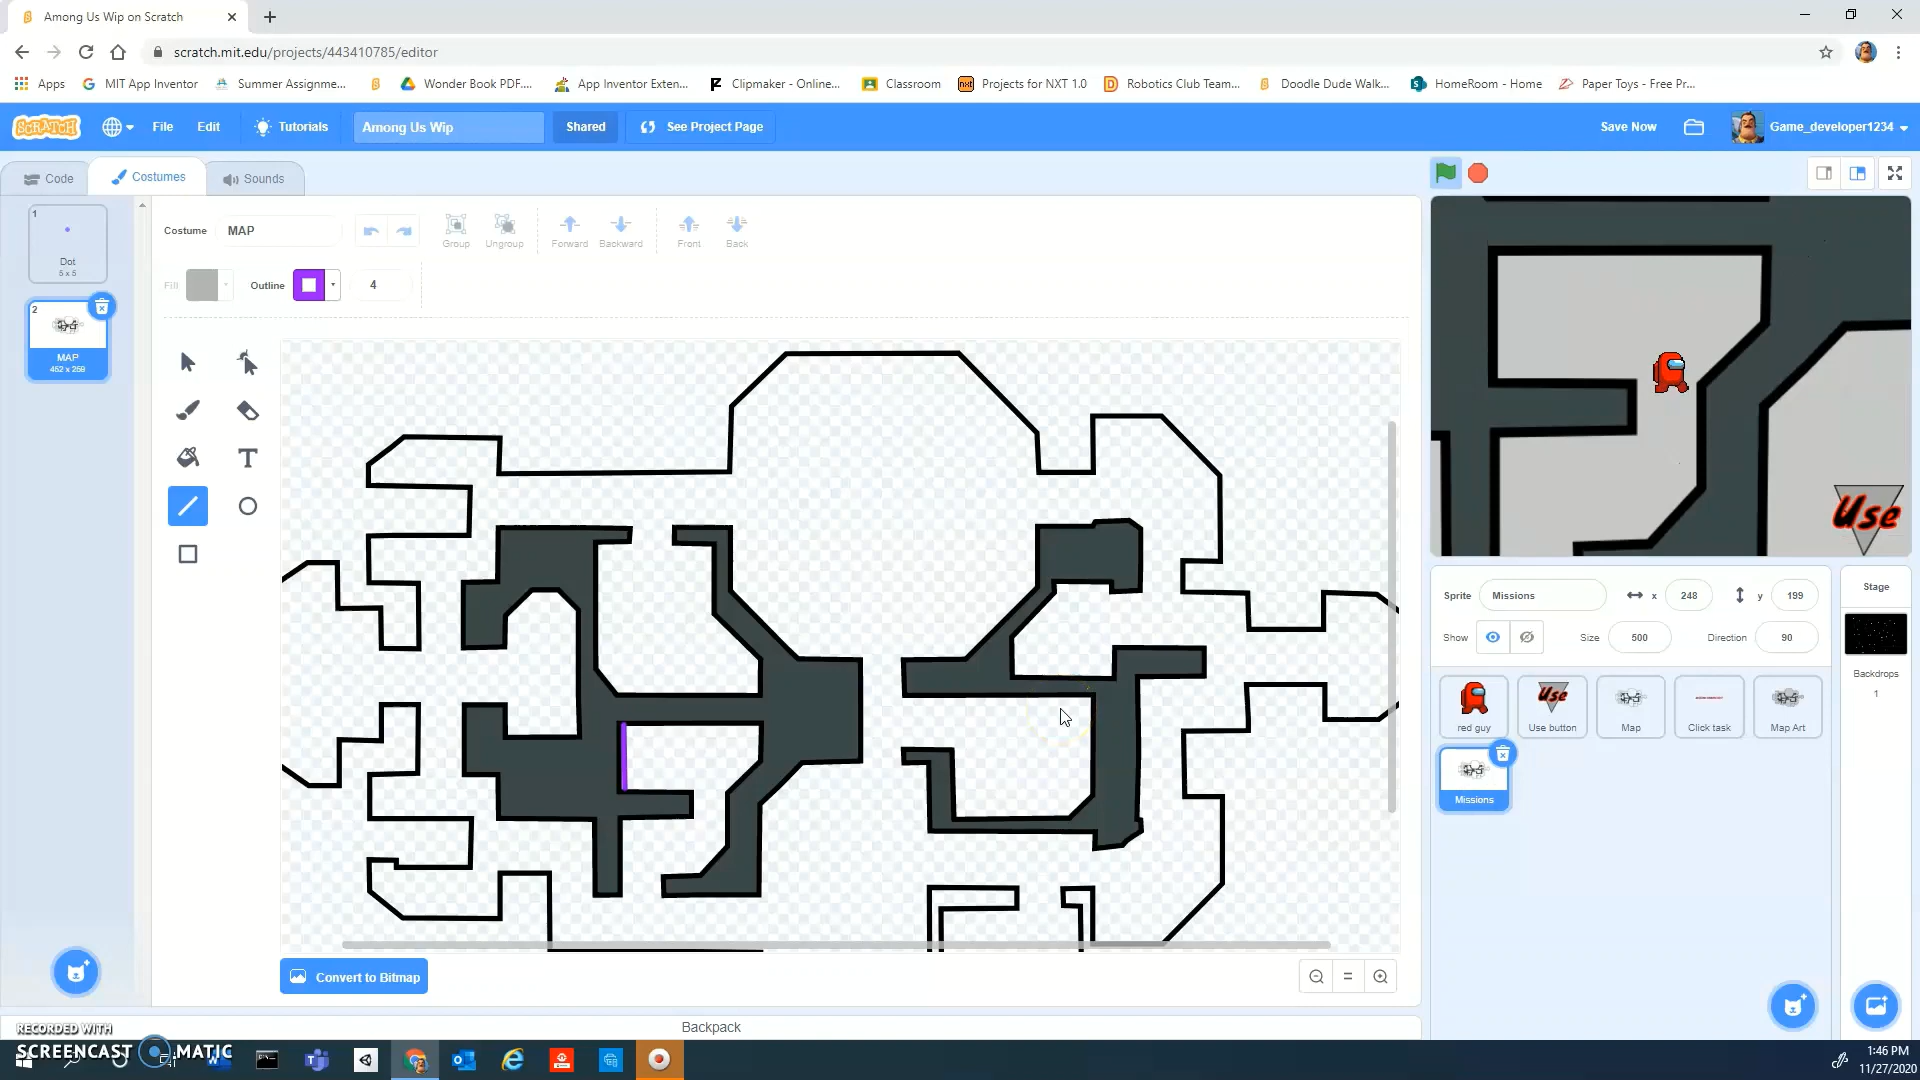 Among Us Wip on Scratch
scratch.mit.edu/projects/443410785/editor
Apps
MIT App Inventor
Summer Assignme...
Wonder Book PDF....
App Inventor Exten...
Clipmaker - Online...
Classroom
Projects for NXT 1.0
Robotics Club Team...
Doodle Dude Walk...
HomeRoom - Home
Paper Toys - Free Pr...
SCRATCH
File
Edit
Tutorials
Among Us Wip
Shared
See Project Page
Save Now
Game_developer1234
Code
Costumes
Sounds
1
Dot
5 x 5
2
MAP
452 x 259
Costume
MAP
Group
Ungroup
Forward
Backward
Front
Back
Fill
Outline
4
T
Convert to Bitmap
Backpack
Use
Sprite
Missions
x
248
y
199
Show
Size
500
Direction
90
red guy
Use
Use button
Map
Click task
Map Art
Missions
Stage
Backdrops
1
RECORDED WITH
SCREENCAST MATIC
1:46 PM
11/27/2020